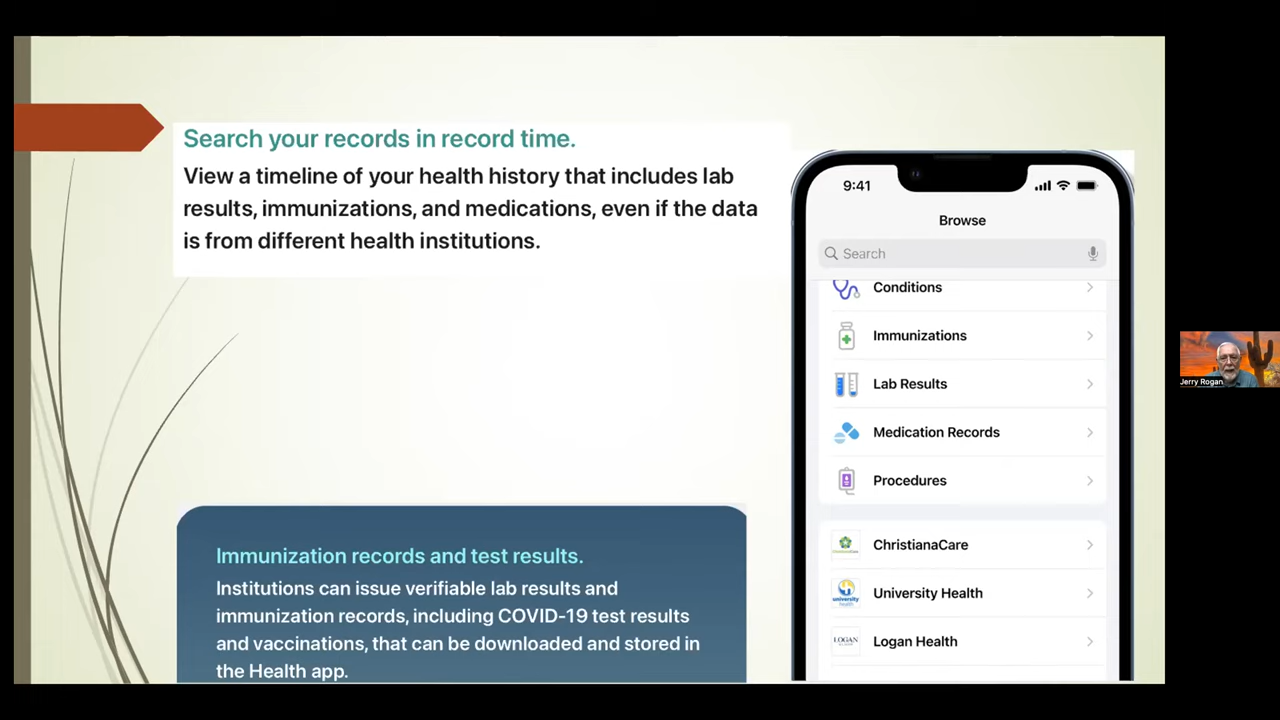 Search your records in record time.
View a timeline of your health history that includes lab
results, immunizations, and medications, even if the data
is from different health institutions.
Immunization records and test results.
Institutions can issue verifiable lab results and
immunization records, including COVID-19 test results
and vaccinations, that can be downloaded and stored in
the Health app.
9:41
Browse
Search
Conditions
Immunizations
Lab Results
Medication Records
Procedures
ChristianaCare
university
health
University Health
LOGAN
Logan Health
Jerry Rogan